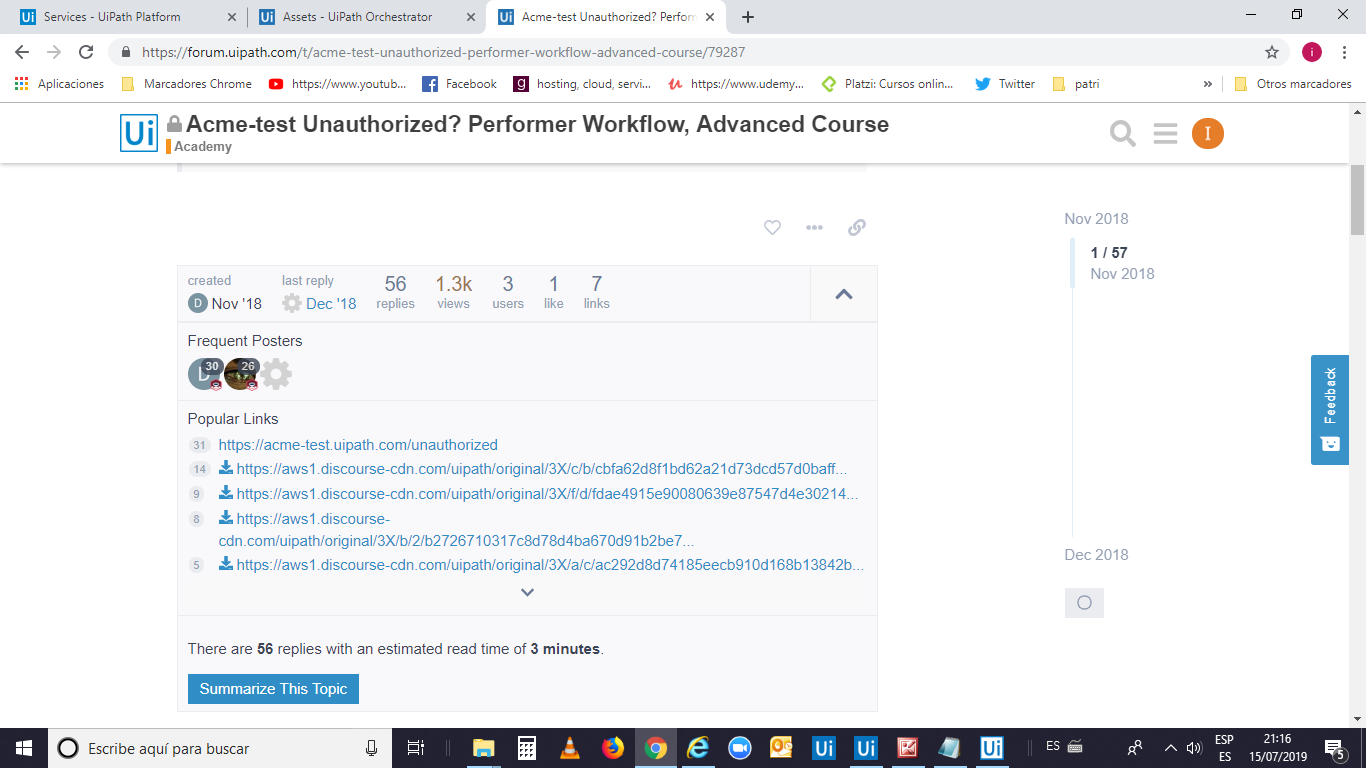 Services - UiPath Platform
Assets - UiPath Orchestrator
Acme-test Unauthorized? Perforn
https://forum.uipath.com/t/acme-test-unauthorized-performer-workflow-advanced-course/79287
i
Aplicaciones
Marcadores Chrome
https://www.youtub...
Facebook
g
hosting, cloud, servi...
https://www.udemy...
Platzi: Cursos onlin...
Twitter
patri
»
Otros marcadores
Ui
Acme-test Unauthorized? Performer Workflow, Advanced Course
Academy
I
Nov 2018
1 / 57
Nov 2018
Dec 2018
Feedback
created
D Nov '18
last reply
Dec '18
56
replies
1.3k
views
3
users
1
like
7
links
Frequent Posters
D 30
26
Popular Links
31 https://acme-test.uipath.com/unauthorized
14 https://aws1.discourse-cdn.com/uipath/original/3X/c/b/cbfa62d8f1bd62a21d73dcd57d0baff...
9 https://aws1.discourse-cdn.com/uipath/original/3X/f/d/fdae4915e90080639e87547d4e30214...
8 https://aws1.discourse-
cdn.com/uipath/original/3X/b/2/b2726710317c8d78d4ba670d91b2be7...
5 https://aws1.discourse-cdn.com/uipath/original/3X/a/c/ac292d8d74185eecb910d168b13842b...
There are 56 replies with an estimated read time of 3 minutes.
Summarize This Topic
Escribe aquí para buscar
Ui
Ui
Ui
ES
ESP
ES
21:16
15/07/2019
5